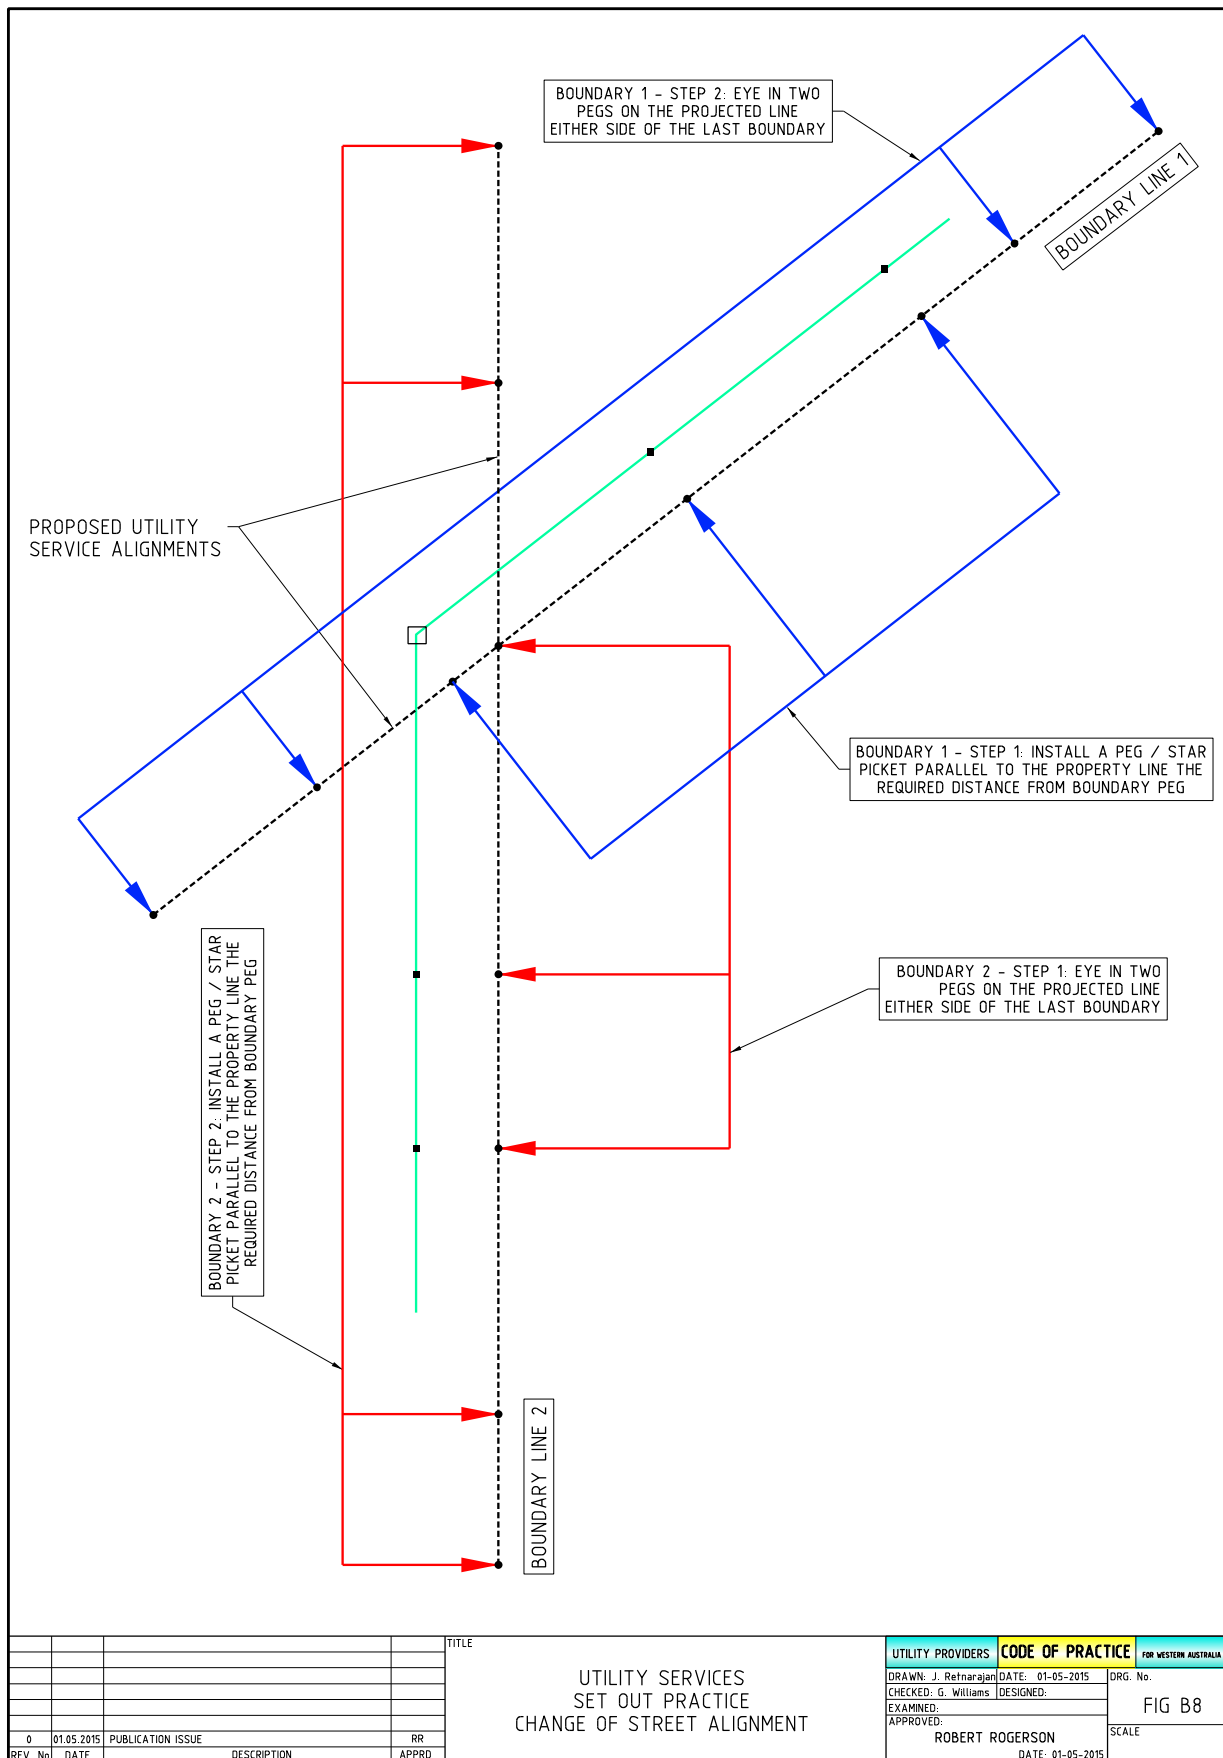 BOUNDARY 1 - STEP 2: EYE IN TWO
PEGS ON THE PROJECTED LINE
EITHER SIDE OF THE LAST BOUNDARY
BOUNDARY LINE 1
PROPOSED UTILITY
SERVICE ALIGNMENTS
BOUNDARY 1 - STEP 1: INSTALL A PEG / STAR
PICKET PARALLEL TO THE PROPERTY LINE THE
REQUIRED DISTANCE FROM BOUNDARY PEG
BOUNDARY 2 - STEP 2: INSTALL A PEG / STAR
PICKET PARALLEL TO THE PROPERTY LINE THE
REQUIRED DISTANCE FROM BOUNDARY PEG
BOUNDARY 2 - STEP 1: EYE IN TWO
PEGS ON THE PROJECTED LINE
EITHER SIDE OF THE LAST BOUNDARY
BOUNDARY LINE 2
0 01.05.2015 PUBLICATION ISSUE RR
REV. No DATE DESCRIPTION APPRD
TITLE
UTILITY SERVICES
SET OUT PRACTICE
CHANGE OF STREET ALIGNMENT
UTILITY PROVIDERS CODE OF PRACTICE FOR WESTERN AUSTRALIA
DRAWN: J. Retnarajan DATE: 01-05-2015 DRG. No.
CHECKED: G. Williams DESIGNED:
FIG B8
EXAMINED:
APPROVED:
ROBERT ROGERSON
SCALE
DATE: 01-05-2015